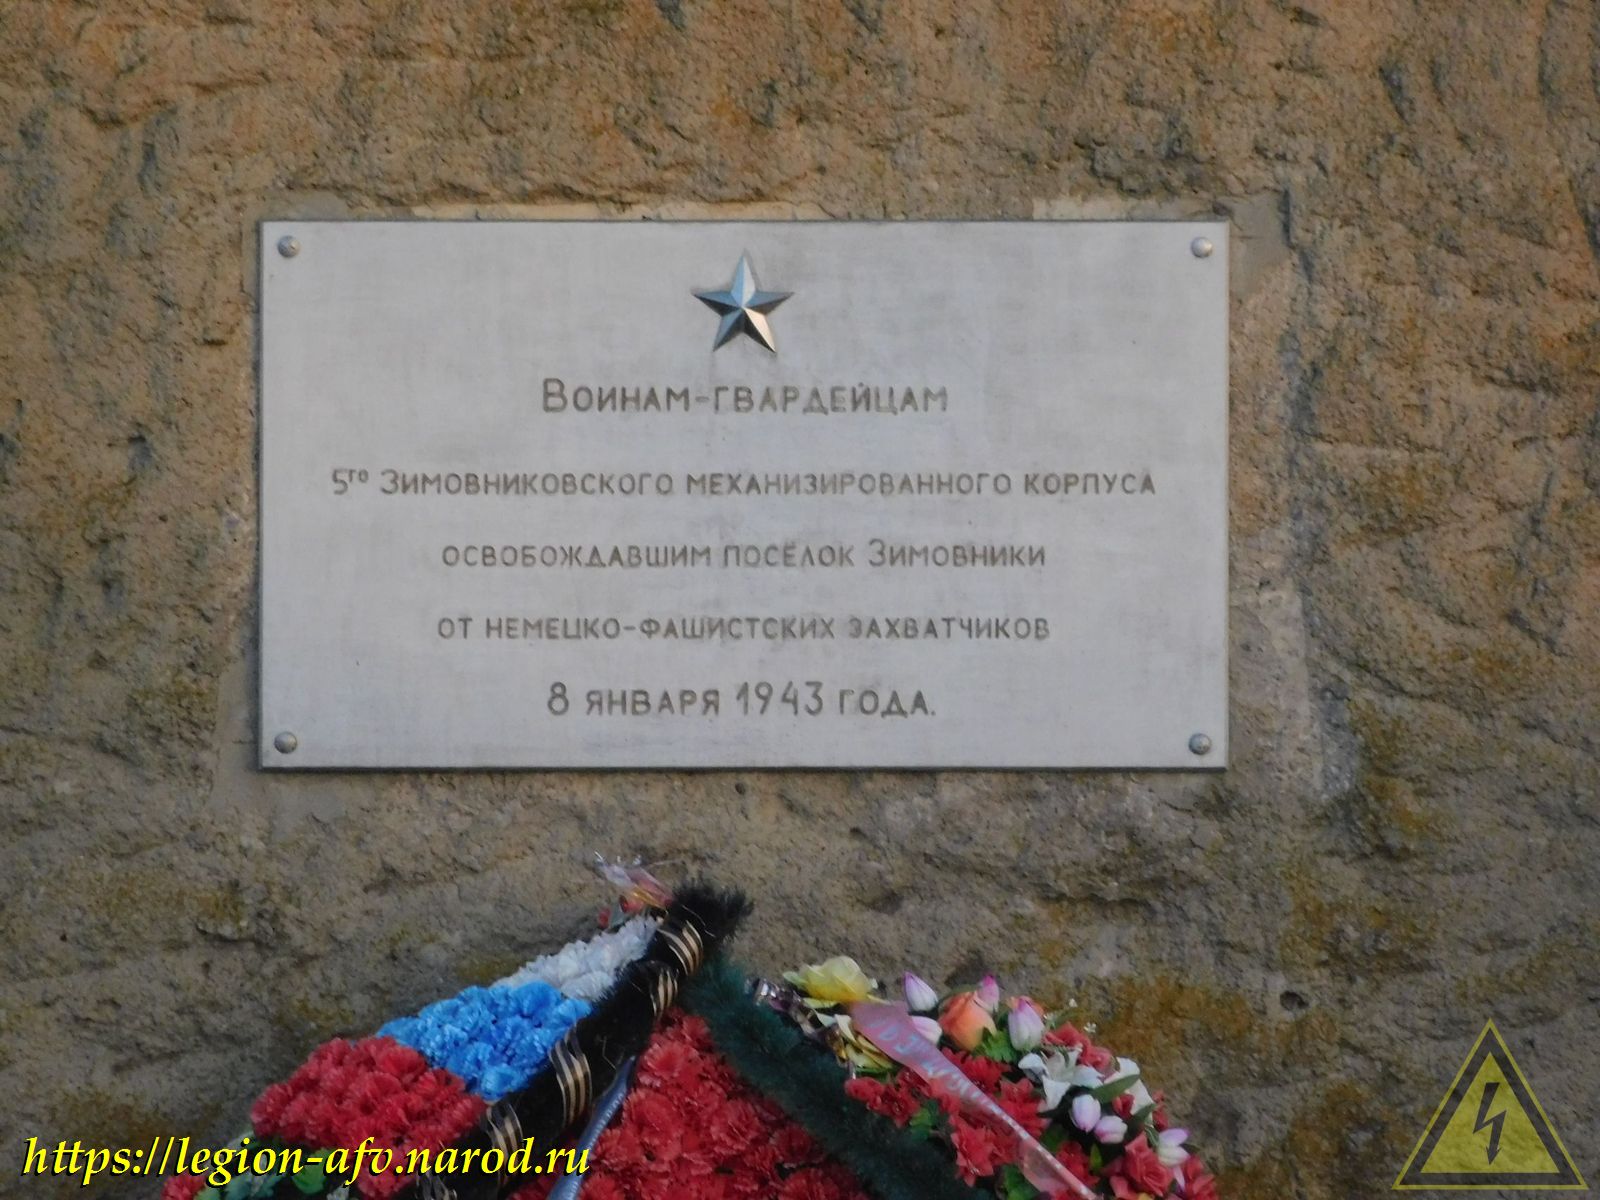 Воинам-гвардейцам
5го Зимовниковского механизированного корпуса
освобождавшим посёлок Зимовники
от немецко-фашистских захватчиков
8 января 1943 года.
https://legion-afv.narod.ru